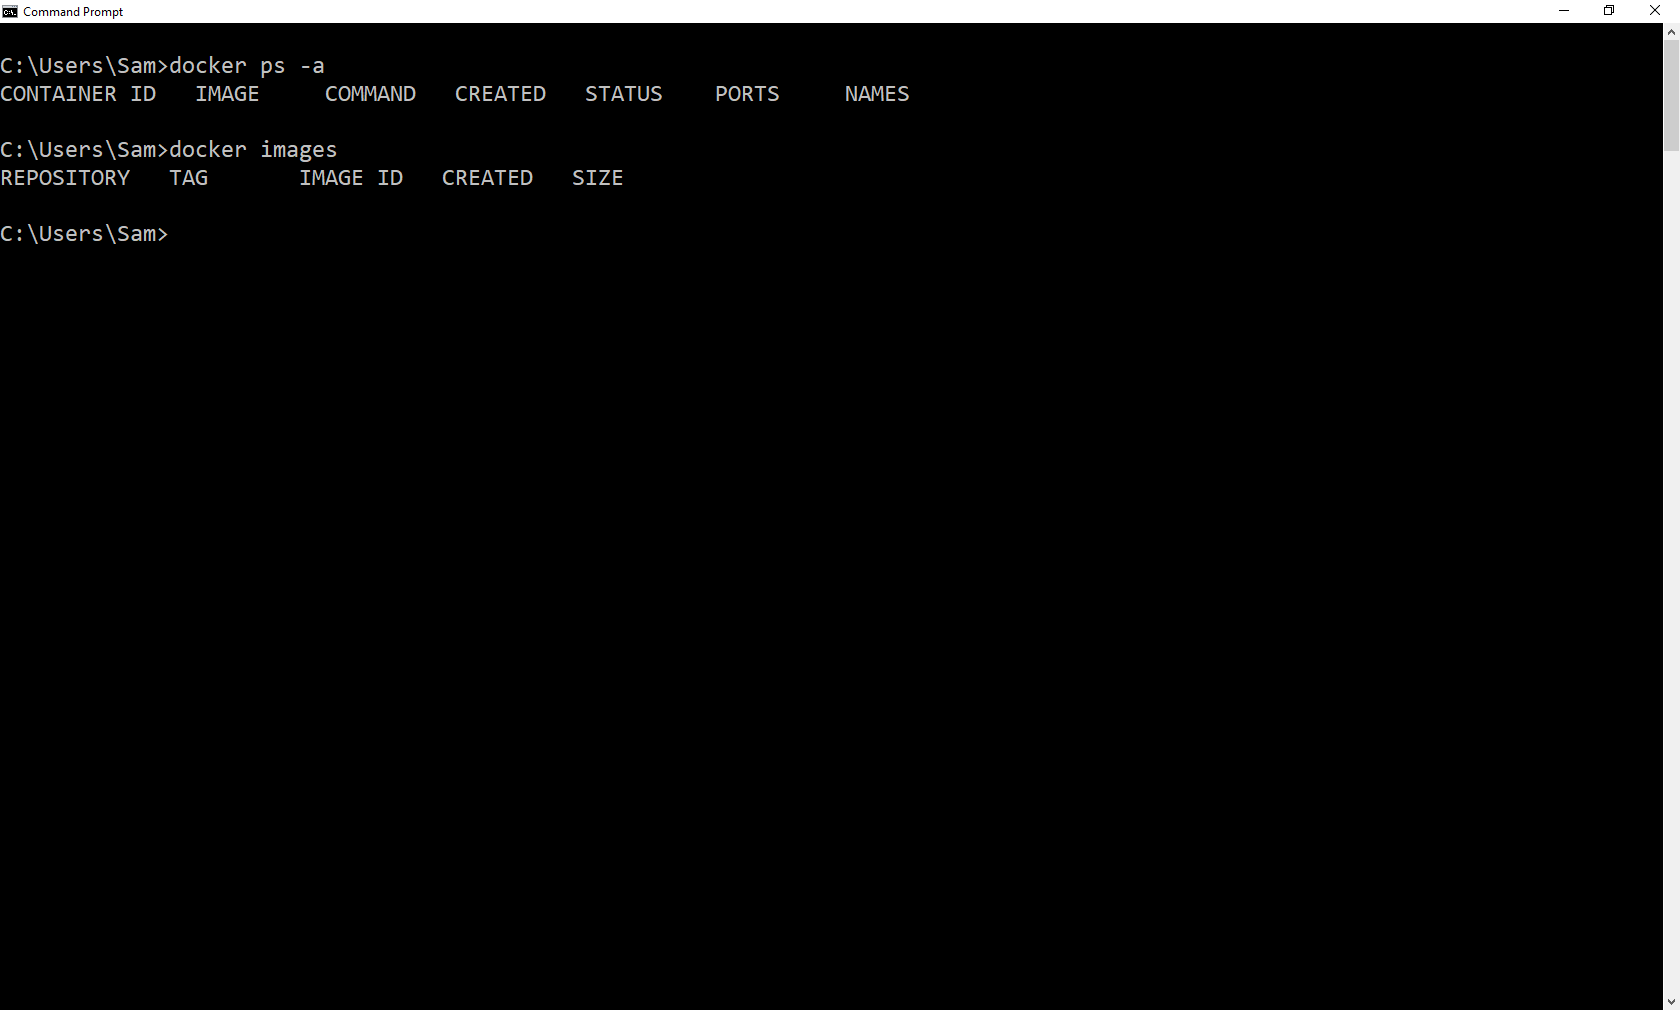 Command Prompt
C:\Users\Sam>docker ps -a
CONTAINER ID   IMAGE     COMMAND   CREATED   STATUS    PORTS     NAMES
C:\Users\Sam>docker images
REPOSITORY   TAG       IMAGE ID   CREATED   SIZE
C:\Users\Sam>